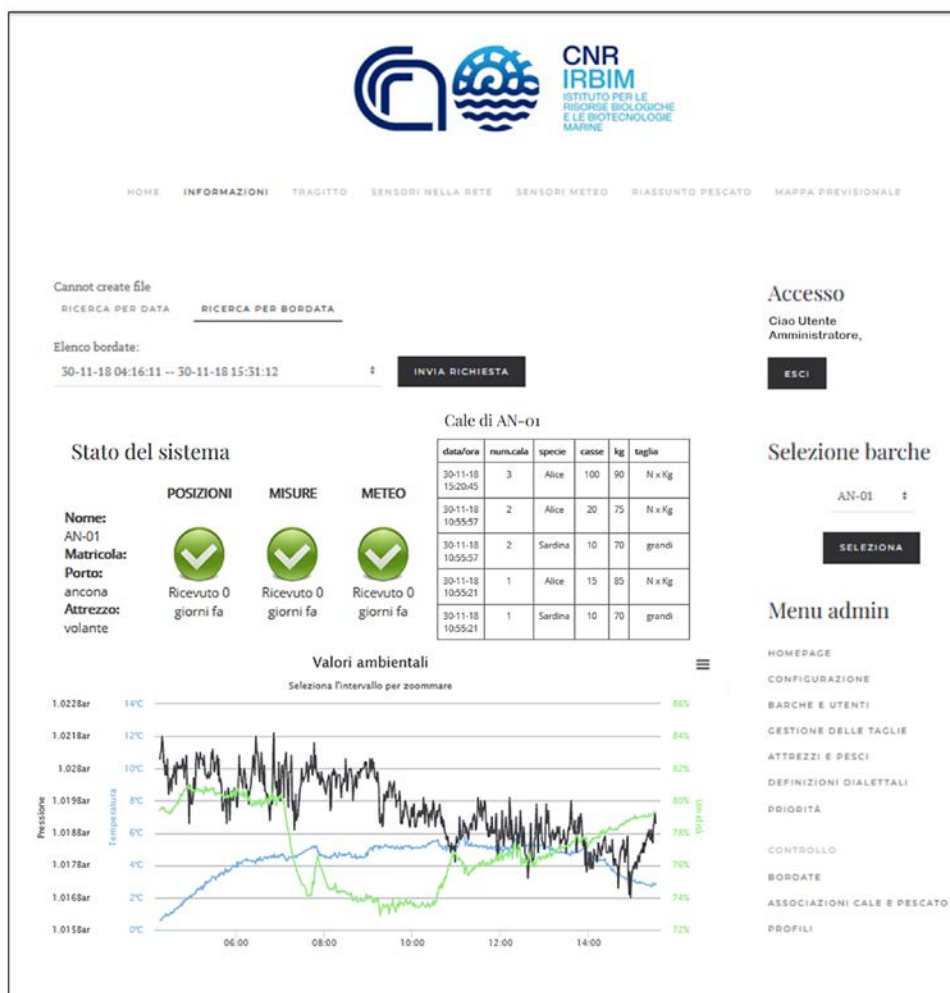 CNR
IRBIM
ISTITUTO PER LE
RISORSE BIOLOGICHE
E LE BIOTECNOLOGIE
MARINE
HOME INFORMAZIONI TRAGITTO SENSORI NELLA RETE SENSORI METEO RIASSUNTO PESCATO MAPPA PREVISIONALE
Cannot create file
RICERCA PER DATA RICERCA PER BORDATA
Elenco bordate:
30-11-18 04:16:11 -- 30-11-18 15:31:12
INVIA RICHIESTA
Accesso
Ciao Utente
Amministratore,
ESCI
Stato del sistema
POSIZIONI MISURE METEO
Nome:
AN-01
Matricola:
Porto:
ancona
Attrezzo:
volante
Ricevuto 0
giorni fa
Ricevuto 0
giorni fa
Ricevuto 0
giorni fa
Cale di AN-01
data/ora num.cala specie casse kg taglia
30-11-18 15:20:45 3 Alice 100 90 N x Kg
30-11-18 10:55:57 2 Alice 20 75 N x Kg
30-11-18 10:55:57 2 Sardina 10 70 grandi
30-11-18 10:55:21 1 Alice 15 85 N x Kg
30-11-18 10:55:21 1 Sardina 10 70 grandi
Selezione barche
AN-01
SELEZIONA
Menu admin
HOMEPAGE
CONFIGURAZIONE
BARCHE E UTENTI
GESTIONE DELLE TAGLIE
ATTREZZI E PESCI
DEFINIZIONI DIALETTALI
PRIORITÀ
CONTROLLO
BORDATE
ASSOCIAZIONI CALE E PESCATO
PROFILI
Valori ambientali
Seleziona l'intervallo per zoommare
1.022Bar 14°C 86%
1.021Bar 12°C 84%
1.02Bar 10°C 82%
1.019Bar 8°C 80%
1.018Bar 6°C 78%
1.017Bar 4°C 76%
1.016Bar 2°C 74%
1.015Bar 0°C 72%
Pressione
Temperatura
Umidità
06:00 08:00 10:00 12:00 14:00